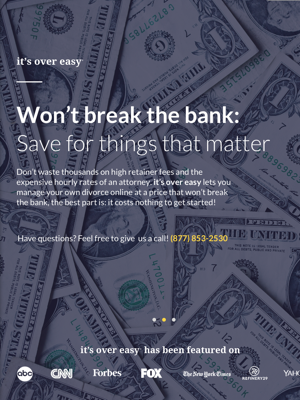 it's over easy
Won't break the bank:
Save for things that matter
Don't waste thousands on high retainer fees and the
expensive hourly rates of an attorney. it's over easy lets you
manage your own divorce online at a price that won't break
the bank, the best part is: it costs nothing to get started!
Have questions? Feel free to give us a call! (877) 853-2530
it's over easy has been featured on
abc CNN Forbes FOX The New York Times REFINERY29 YAHO